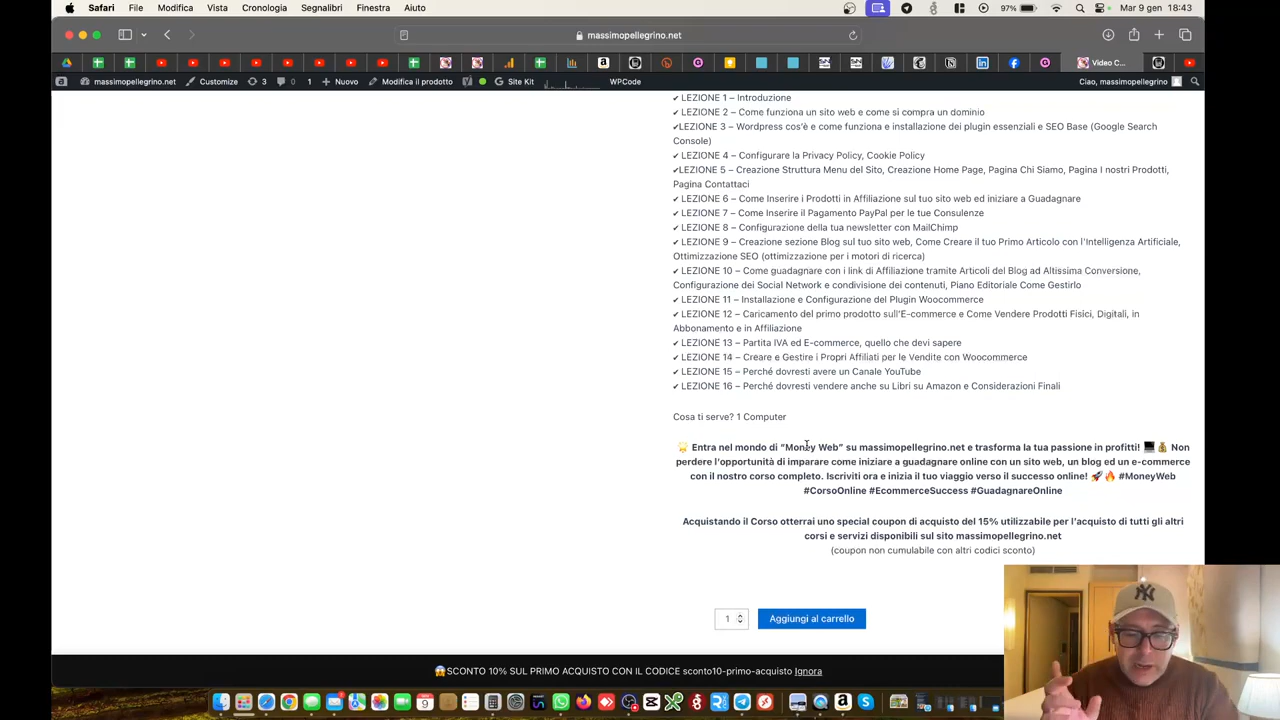 Safari File Modifica Vista Cronologia Segnalibri Finestra Aiuto 97% Mar 9 gen 18:43
massimopellegrino.net
Video C...
massimopellegrino.net Customize 3 0 1 Nuovo Modifica il prodotto Site Kit WPCode Ciao, massimopellegrino
✔ LEZIONE 1 – Introduzione
✔ LEZIONE 2 – Come funziona un sito web e come si compra un dominio
✔LEZIONE 3 – Wordpress cos'è e come funziona e installazione dei plugin essenziali e SEO Base (Google Search
Console)
✔ LEZIONE 4 – Configurare la Privacy Policy, Cookie Policy
✔LEZIONE 5 – Creazione Struttura Menu del Sito, Creazione Home Page, Pagina Chi Siamo, Pagina I nostri Prodotti,
Pagina Contattaci
✔ LEZIONE 6 – Come Inserire i Prodotti in Affiliazione sul tuo sito web ed iniziare a Guadagnare
✔ LEZIONE 7 – Come Inserire il Pagamento PayPal per le tue Consulenze
✔ LEZIONE 8 – Configurazione della tua newsletter con MailChimp
✔ LEZIONE 9 – Creazione sezione Blog sul tuo sito web, Come Creare il tuo Primo Articolo con l'Intelligenza Artificiale,
Ottimizzazione SEO (ottimizzazione per i motori di ricerca)
✔ LEZIONE 10 – Come guadagnare con i link di Affiliazione tramite Articoli del Blog ad Altissima Conversione,
Configurazione dei Social Network e condivisione dei contenuti, Piano Editoriale Come Gestirlo
✔ LEZIONE 11 – Installazione e Configurazione del Plugin Woocommerce
✔ LEZIONE 12 – Caricamento del primo prodotto sull'E-commerce e Come Vendere Prodotti Fisici, Digitali, in
Abbonamento e in Affiliazione
✔ LEZIONE 13 – Partita IVA ed E-commerce, quello che devi sapere
✔ LEZIONE 14 – Creare e Gestire i Propri Affiliati per le Vendite con Woocommerce
✔ LEZIONE 15 – Perché dovresti avere un Canale YouTube
✔ LEZIONE 16 – Perché dovresti vendere anche su Libri su Amazon e Considerazioni Finali
Cosa ti serve? 1 Computer
🌟 Entra nel mondo di "Money Web" su massimopellegrino.net e trasforma la tua passione in profitti! 💻💰 Non
perdere l'opportunità di imparare come iniziare a guadagnare online con un sito web, un blog ed un e-commerce
con il nostro corso completo. Iscriviti ora e inizia il tuo viaggio verso il successo online! 🚀🔥 #MoneyWeb
#CorsoOnline #EcommerceSuccess #GuadagnareOnline
Acquistando il Corso otterrai uno special coupon di acquisto del 15% utilizzabile per l'acquisto di tutti gli altri
corsi e servizi disponibili sul sito massimopellegrino.net
(coupon non cumulabile con altri codici sconto)
1 Aggiungi al carrello
😱SCONTO 10% SUL PRIMO ACQUISTO CON IL CODICE sconto10-primo-acquisto Ignora